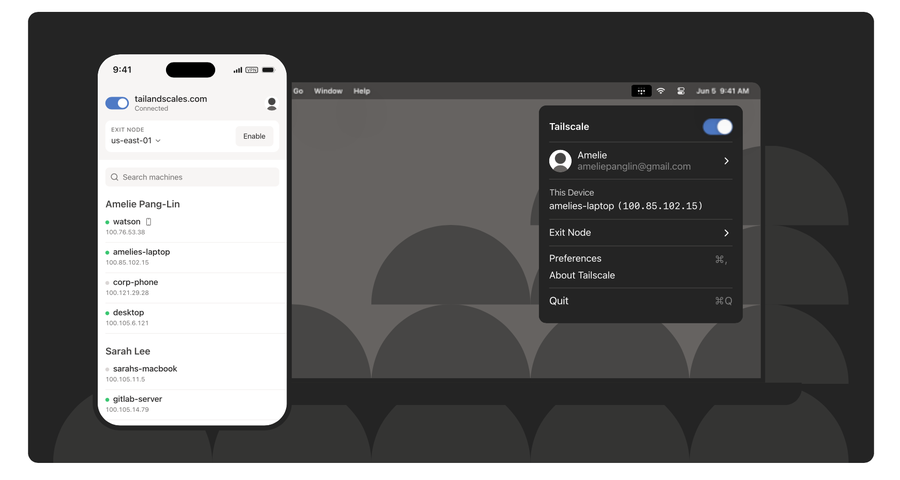 9:41
VPN
tailandscales.com
Connected
EXIT NODE
us-east-01
Enable
Search machines
Amelie Pang-Lin
watson
100.76.53.38
amelies-laptop
100.85.102.15
corp-phone
100.121.29.28
desktop
100.105.6.121
Sarah Lee
sarahs-macbook
100.105.11.5
gitlab-server
100.105.14.79
Go Window Help
Jun 5 9:41 AM
Tailscale
Amelie
ameliepanglin@gmail.com
This Device
amelies-laptop (100.85.102.15)
Exit Node
Preferences ⌘,
About Tailscale
Quit ⌘Q